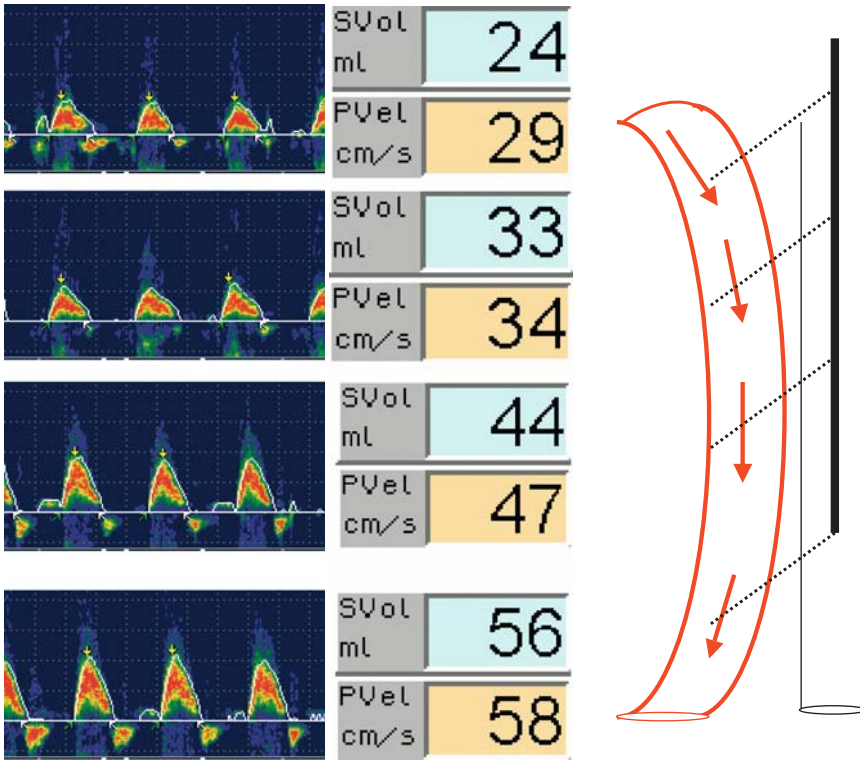 SVol
ml
24
PVel
cm/s
29
SVol
ml
33
PVel
cm/s
34
SVol
ml
44
PVel
cm/s
47
SVol
ml
56
PVel
cm/s
58